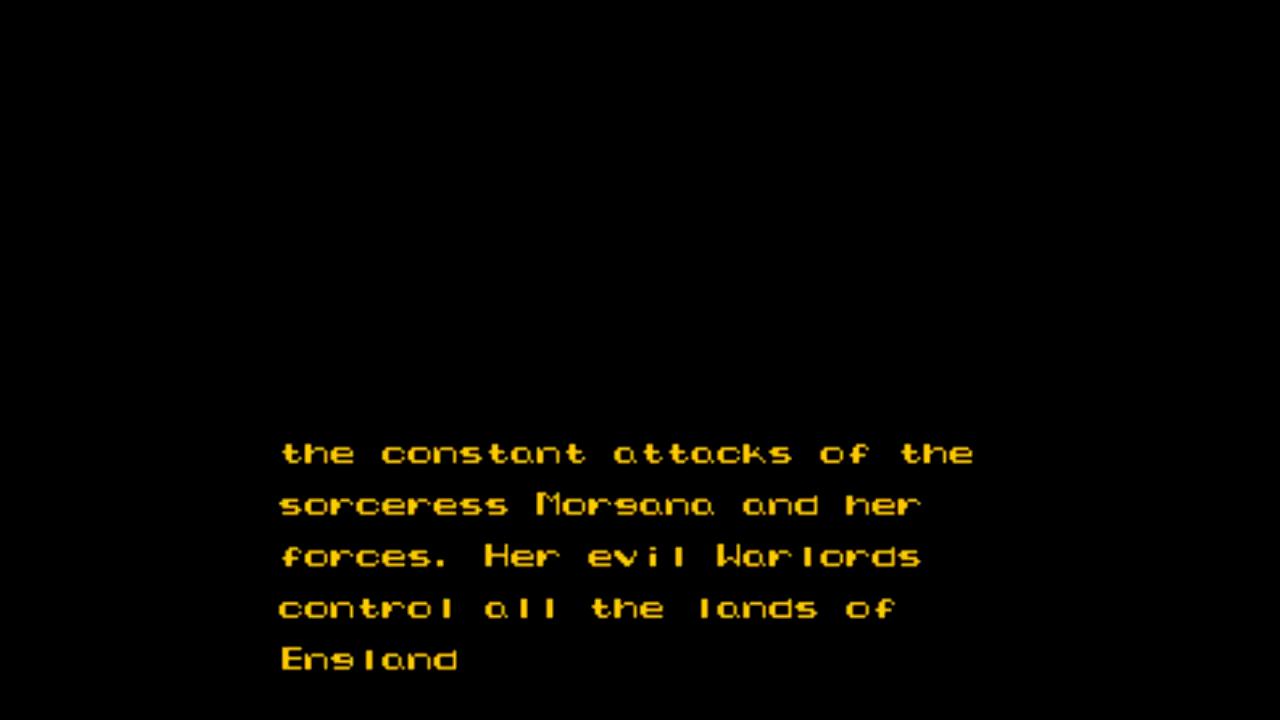 the constant attacks of the
sorceress Morgana and her
forces. Her evil Warlords
control all the lands of
England